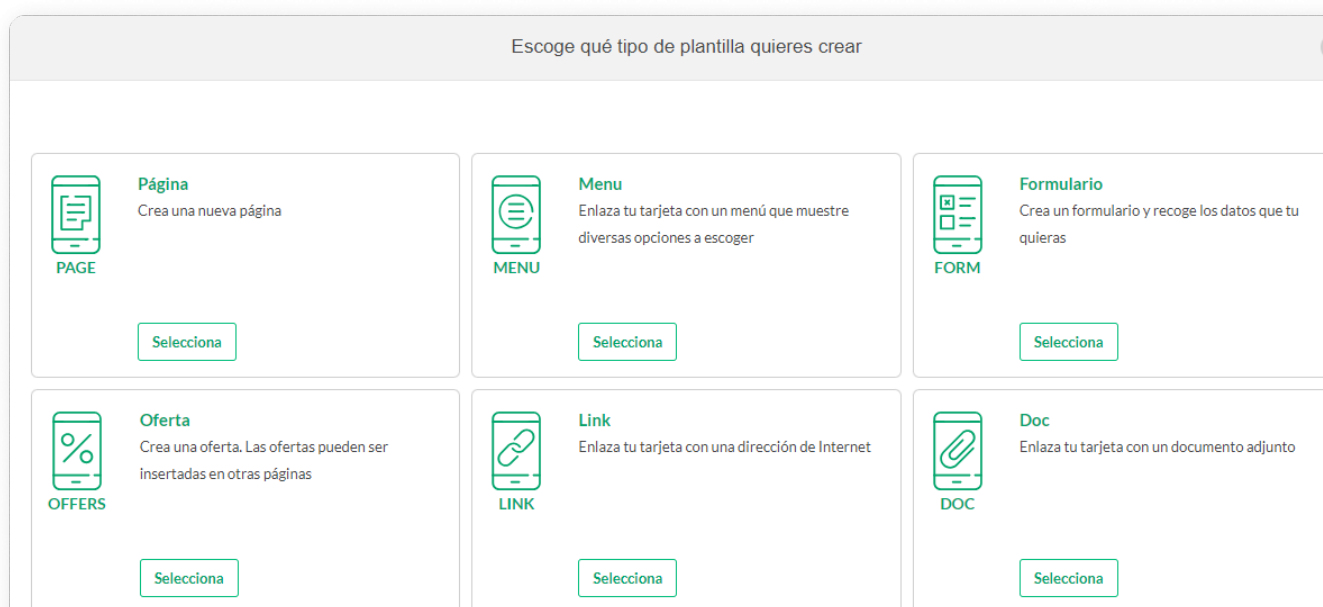 Escoge qué tipo de plantilla quieres crear
Página
Crea una nueva página
PAGE
Selecciona
Menu
Enlaza tu tarjeta con un menú que muestre
diversas opciones a escoger
MENU
Selecciona
Formulario
Crea un formulario y recoge los datos que tu
quieras
FORM
Selecciona
Oferta
Crea una oferta. Las ofertas pueden ser
insertadas en otras páginas
OFFERS
Selecciona
Link
Enlaza tu tarjeta con una dirección de Internet
LINK
Selecciona
Doc
Enlaza tu tarjeta con un documento adjunto
DOC
Selecciona